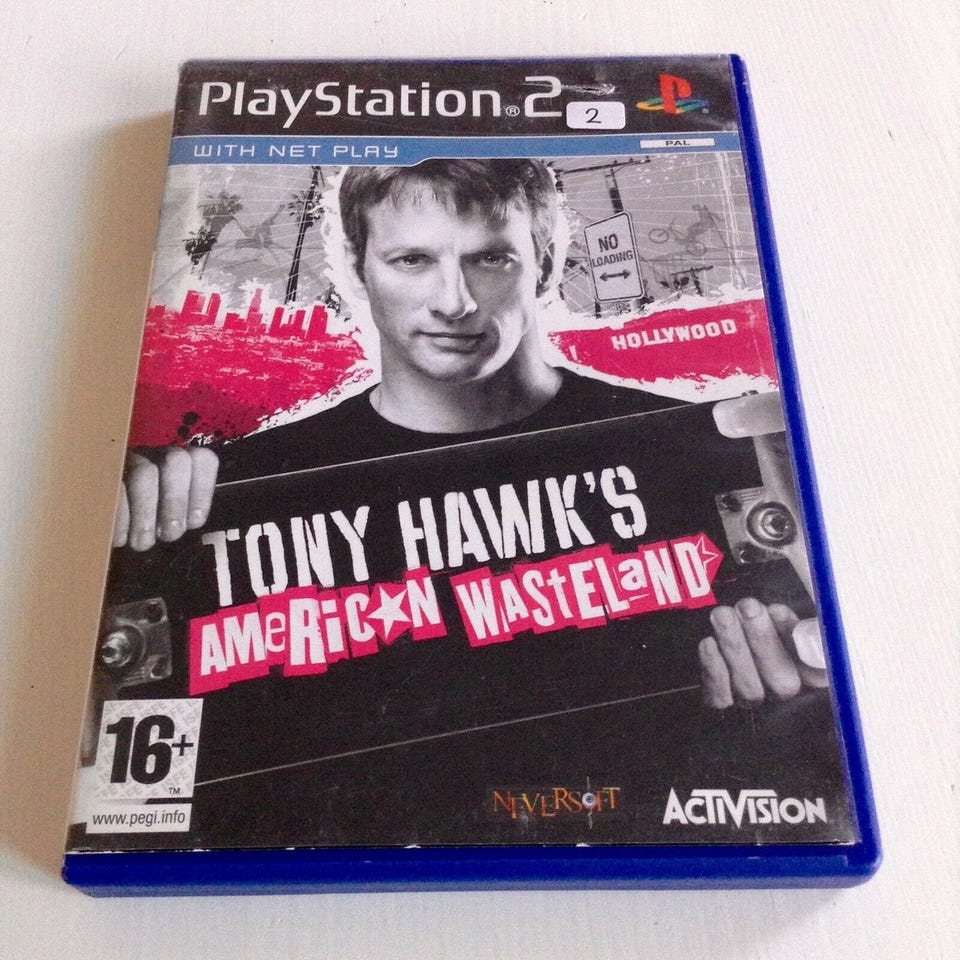 PlayStation®2
2
WITH NET PLAY
PAL
NO
LOADING
HOLLYWOOD
TONY HAWK'S
AMeRiCAN WAStELaND
16+
TM
www.pegi.info
NEVERSOFT
ACTIVISION